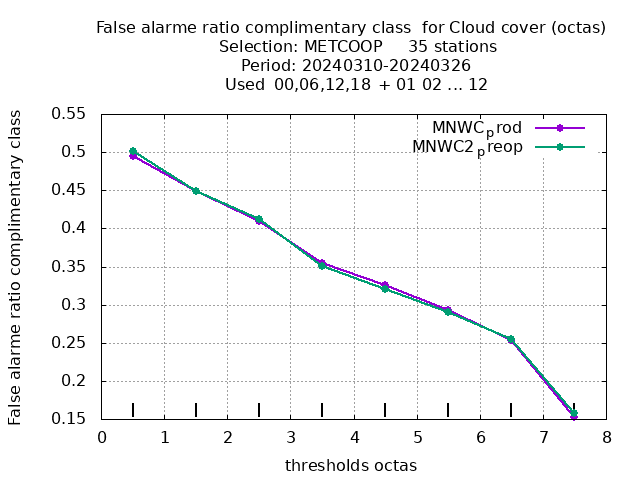 False alarme ratio complimentary class  for Cloud cover (octas)
Selection: METCOOP     35 stations
Period: 20240310-20240326
Used  00,06,12,18 + 01 02 ... 12
False alarme ratio complimentary class
0.55
0.5
0.45
0.4
0.35
0.3
0.25
0.2
0.15
MNWCprod
MNWC2preop
0 1 2 3 4 5 6 7 8
thresholds octas